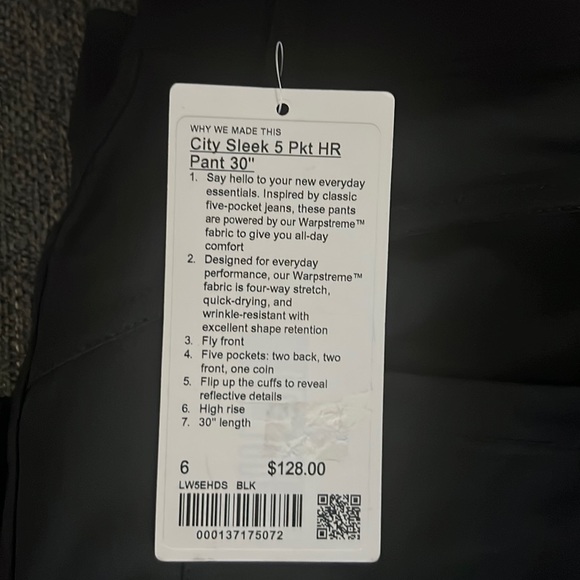 WHY WE MADE THIS
City Sleek 5 Pkt HR
Pant 30"
1. Say hello to your new everyday
essentials. Inspired by classic
five-pocket jeans, these pants
are powered by our Warpstreme™
fabric to give you all-day
comfort
2. Designed for everyday
performance, our Warpstreme™
fabric is four-way stretch,
quick-drying, and
wrinkle-resistant with
excellent shape retention
3. Fly front
4. Five pockets: two back, two
front, one coin
5. Flip up the cuffs to reveal
reflective details
6. High rise
7. 30" length
6 $128.00
LW5EHDS BLK
000137175072